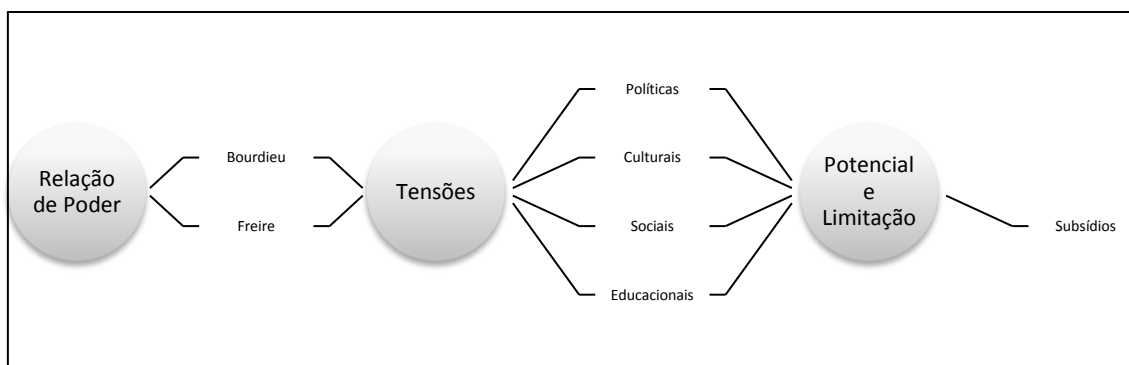 Relação
de Poder
Bourdieu
Freire
Tensões
Políticas
Culturais
Sociais
Educacionais
Potencial
e
Limitação
Subsídios